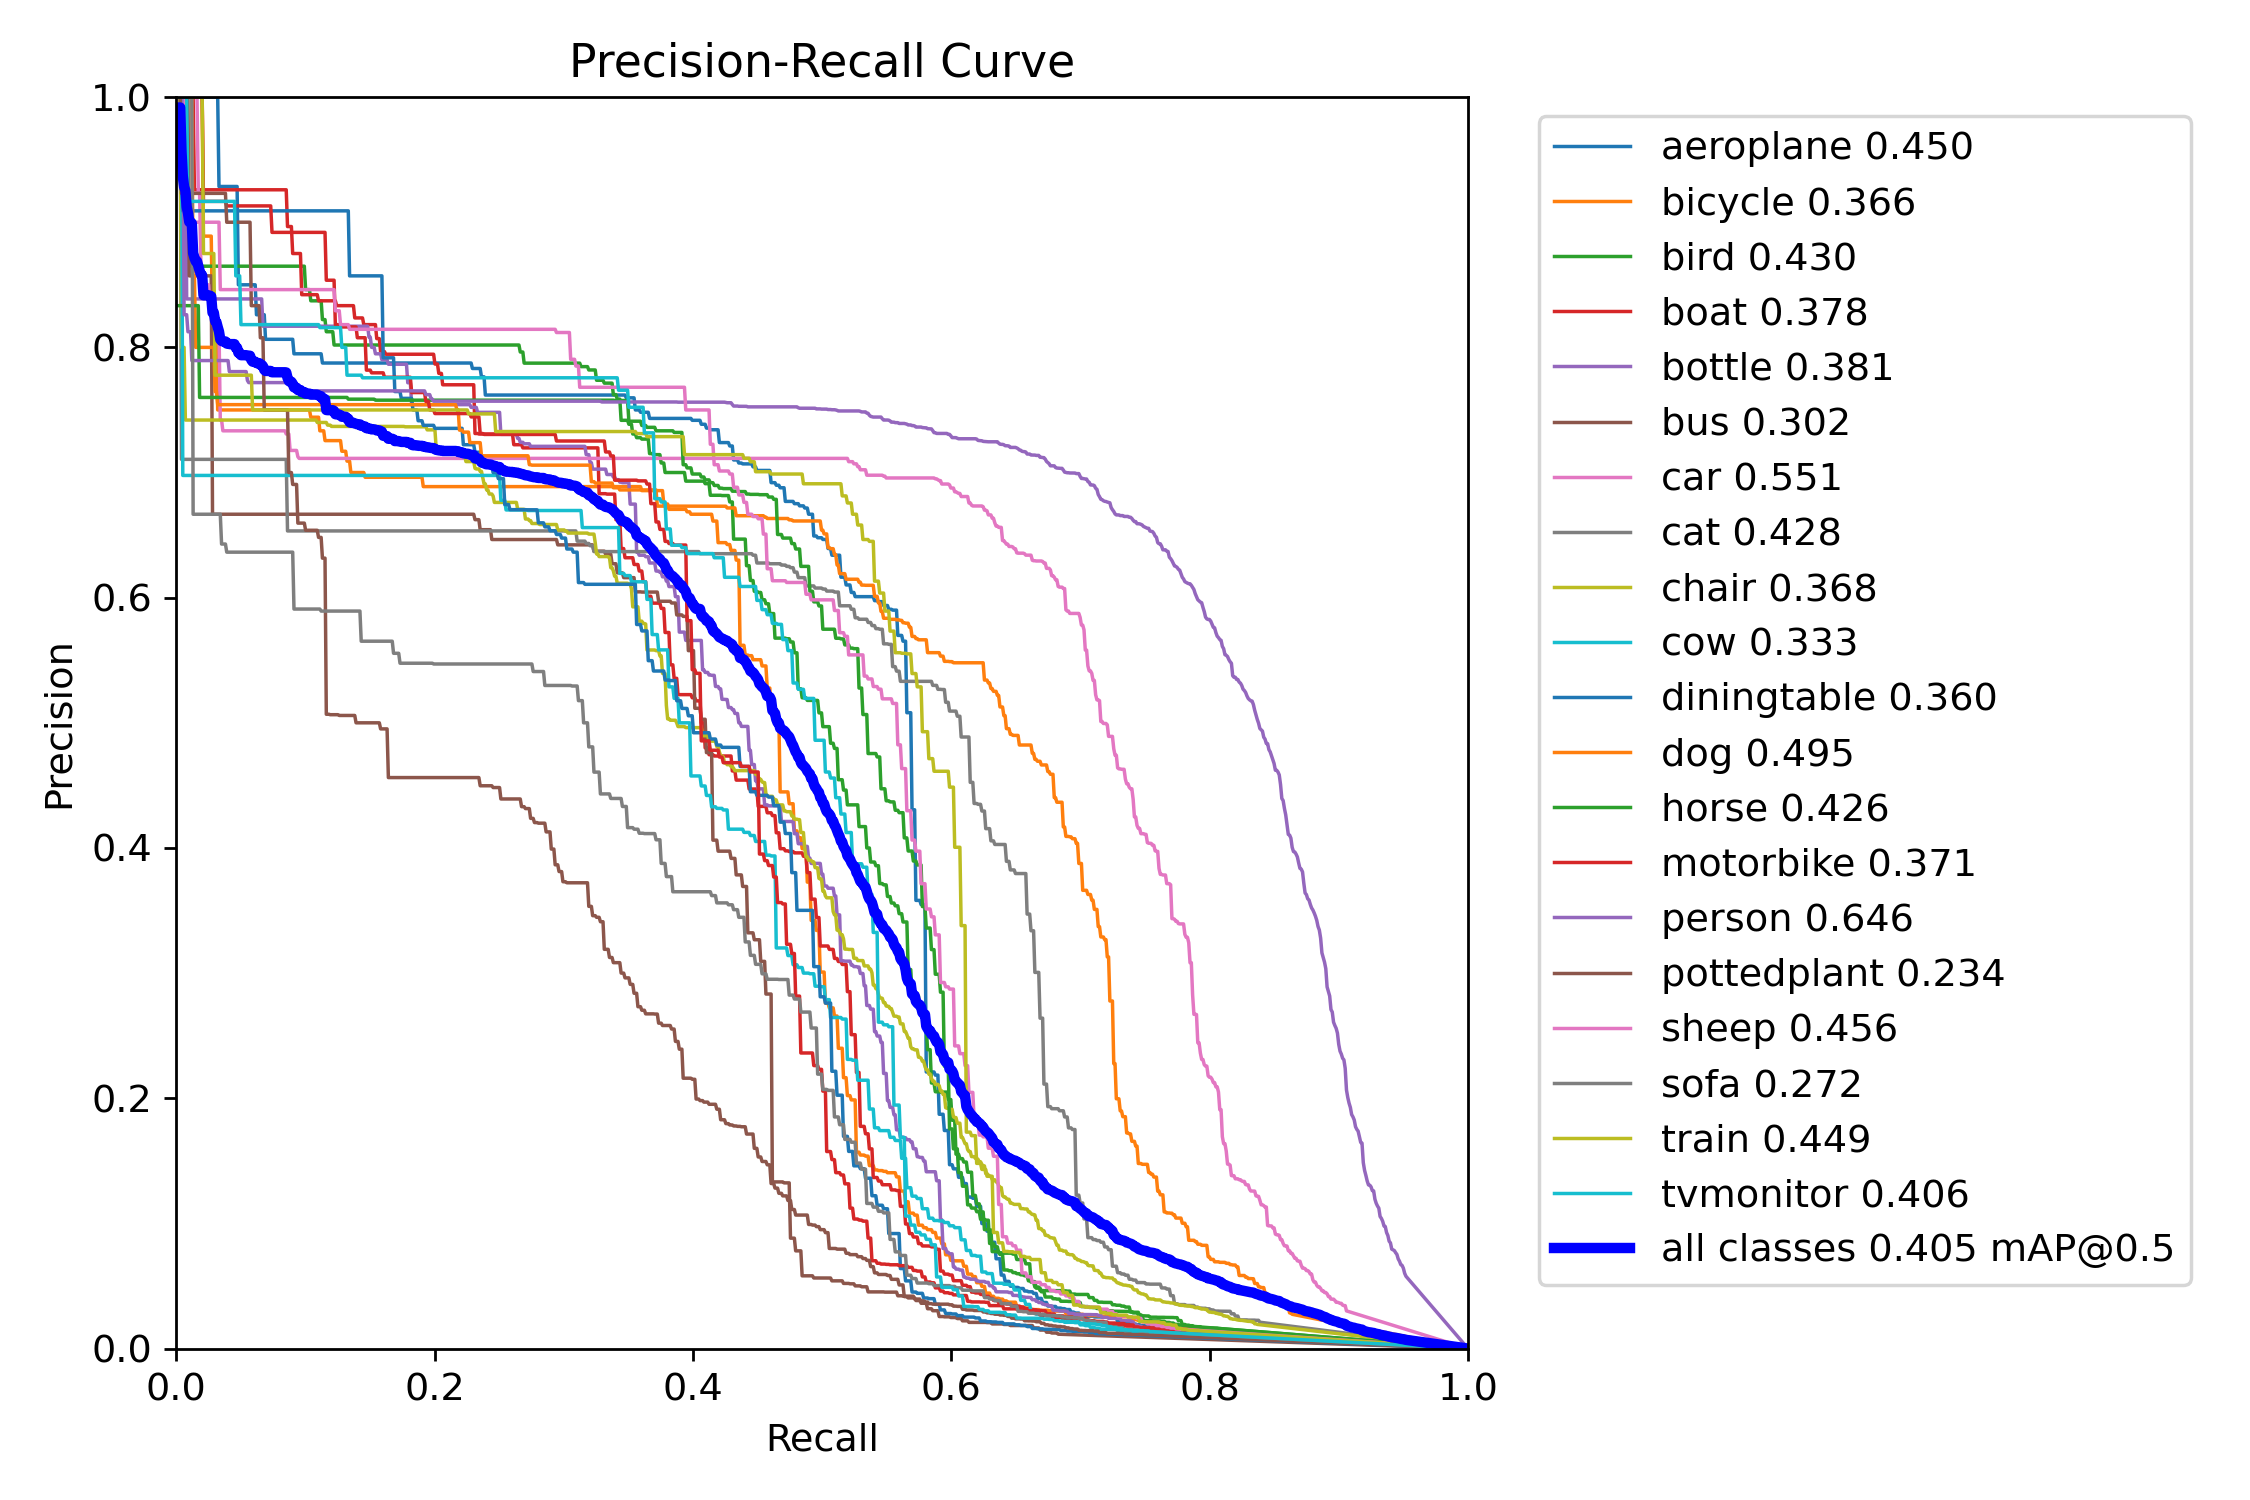 Precision-Recall Curve
1.0
0.8
0.6
0.4
0.2
0.0
Precision
0.0 0.2 0.4 0.6 0.8 1.0
Recall
aeroplane 0.450
bicycle 0.366
bird 0.430
boat 0.378
bottle 0.381
bus 0.302
car 0.551
cat 0.428
chair 0.368
cow 0.333
diningtable 0.360
dog 0.495
horse 0.426
motorbike 0.371
person 0.646
pottedplant 0.234
sheep 0.456
sofa 0.272
train 0.449
tvmonitor 0.406
all classes 0.405 mAP@0.5